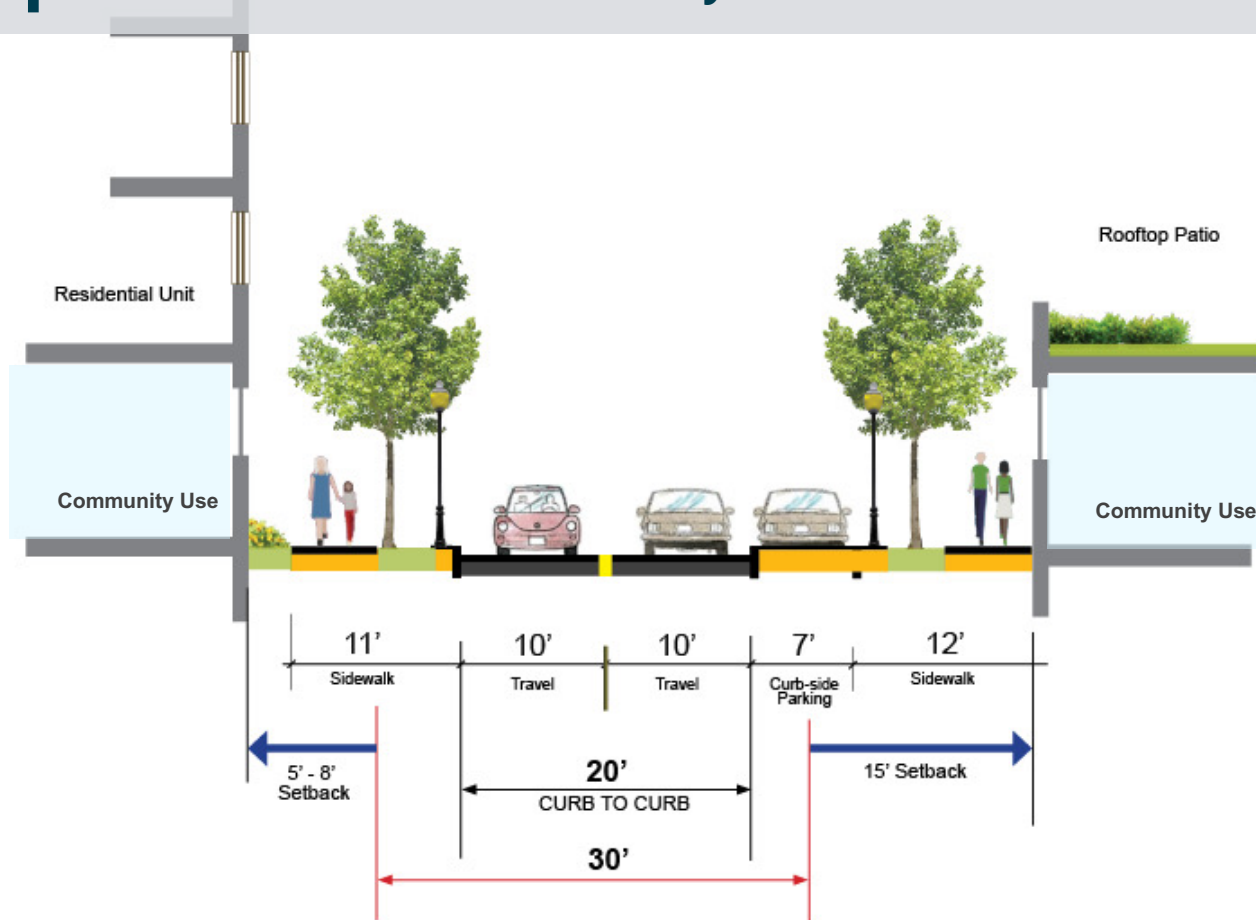 Rooftop Patio
Residential Unit
Community Use
Community Use
11’
10’
10’
7’
12’
Sidewalk
Travel
Travel
Curb-side
Parking
Sidewalk
5’ - 8’
Setback
20’
CURB TO CURB
15’ Setback
30’